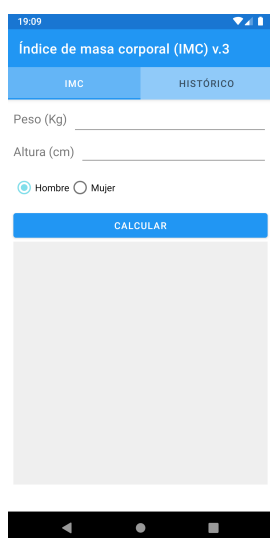 19:09
Índice de masa corporal (IMC) v.3
IMC HISTÓRICO
Peso (Kg)
Altura (cm)
Hombre Mujer
CALCULAR